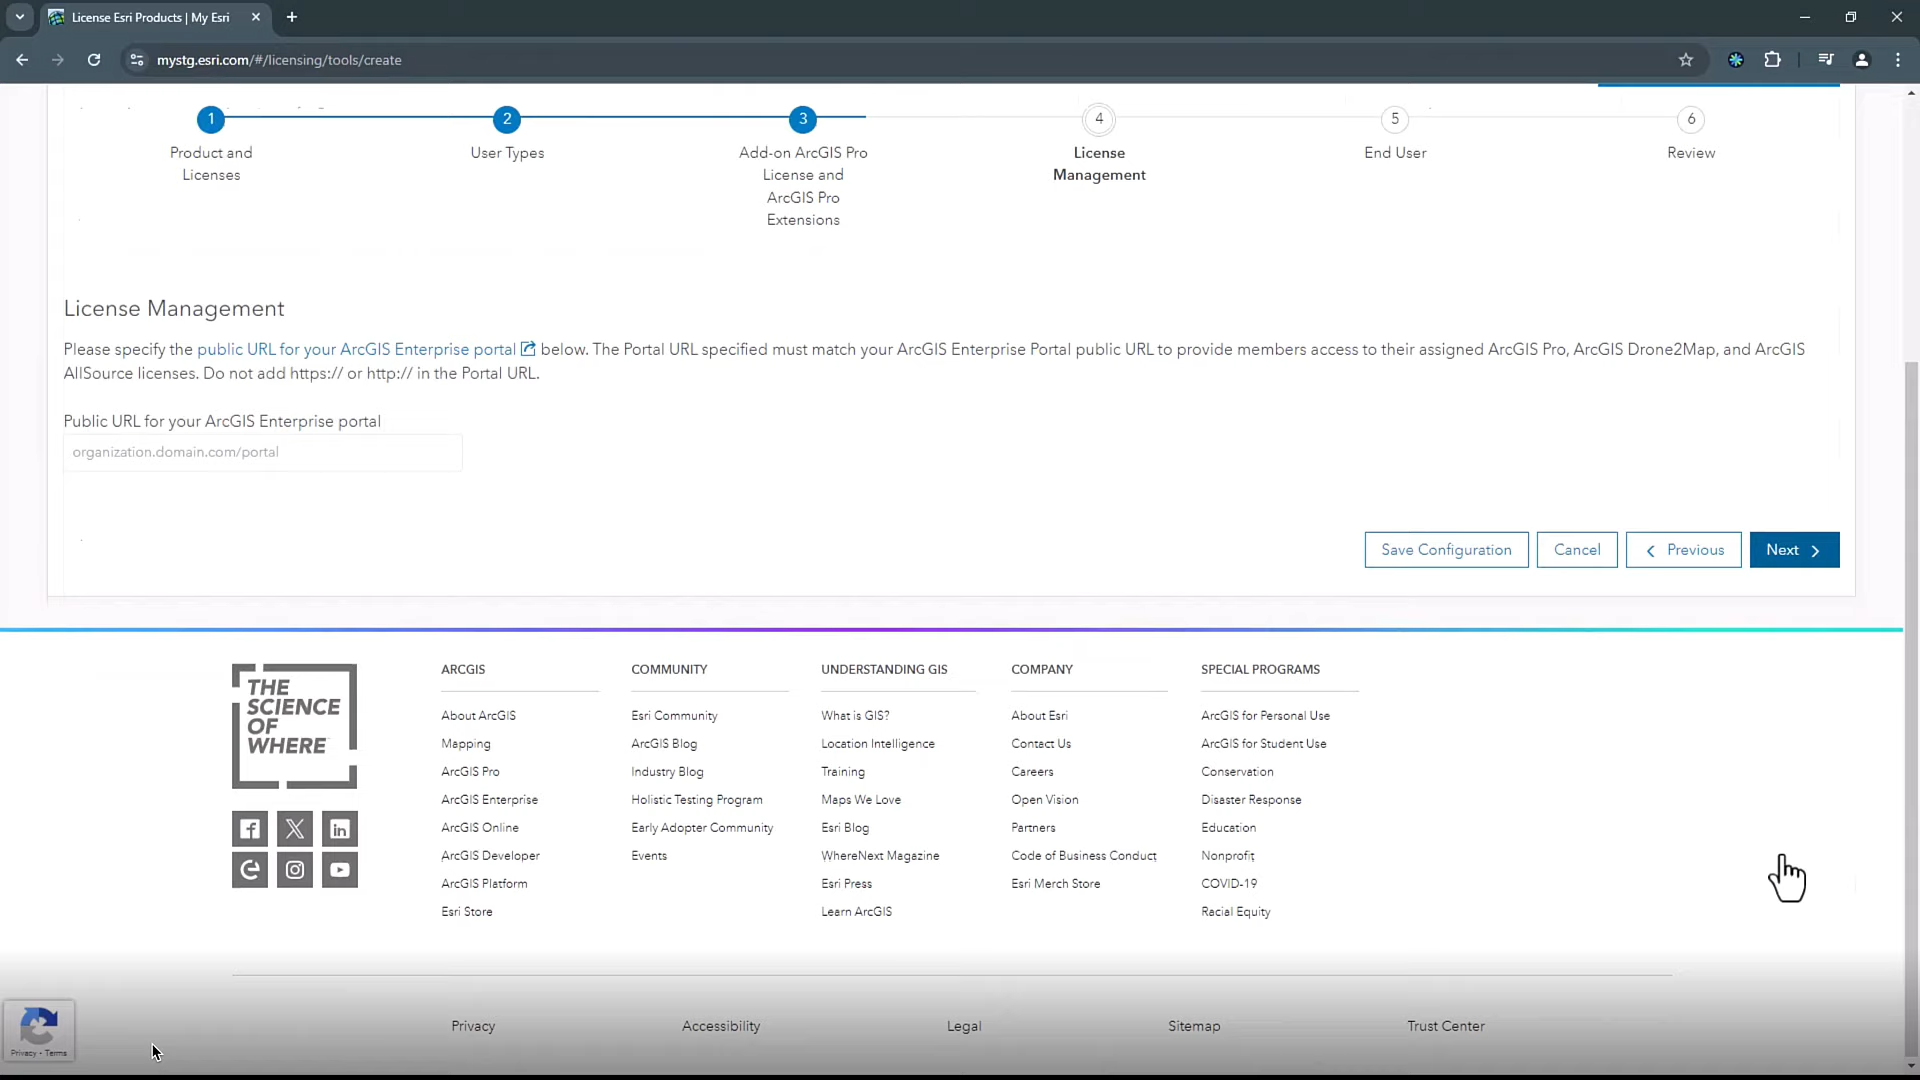 License Esri Products | My Esri
mystg.esri.com/#/licensing/tools/create
1
2
3
4
5
6
Product and
Licenses
User Types
Add-on ArcGIS Pro
License and
ArcGIS Pro
Extensions
License
Management
End User
Review
License Management
Please specify the public URL for your ArcGIS Enterprise portal below. The Portal URL specified must match your ArcGIS Enterprise Portal public URL to provide members access to their assigned ArcGIS Pro, ArcGIS Drone2Map, and ArcGIS
AllSource licenses. Do not add https:// or http:// in the Portal URL.
Public URL for your ArcGIS Enterprise portal
organization.domain.com/portal
Save Configuration
Cancel
Previous
Next
THE
SCIENCE
OF
WHERE
ARCGIS
About ArcGIS
Mapping
ArcGIS Pro
ArcGIS Enterprise
ArcGIS Online
ArcGIS Developer
ArcGIS Platform
Esri Store
COMMUNITY
Esri Community
ArcGIS Blog
Industry Blog
Holistic Testing Program
Early Adopter Community
Events
UNDERSTANDING GIS
What is GIS?
Location Intelligence
Training
Maps We Love
Esri Blog
WhereNext Magazine
Esri Press
Learn ArcGIS
COMPANY
About Esri
Contact Us
Careers
Open Vision
Partners
Code of Business Conduct
Esri Merch Store
SPECIAL PROGRAMS
ArcGIS for Personal Use
ArcGIS for Student Use
Conservation
Disaster Response
Education
Nonprofit
COVID-19
Racial Equity
Privacy
Accessibility
Legal
Sitemap
Trust Center
Privacy - Terms